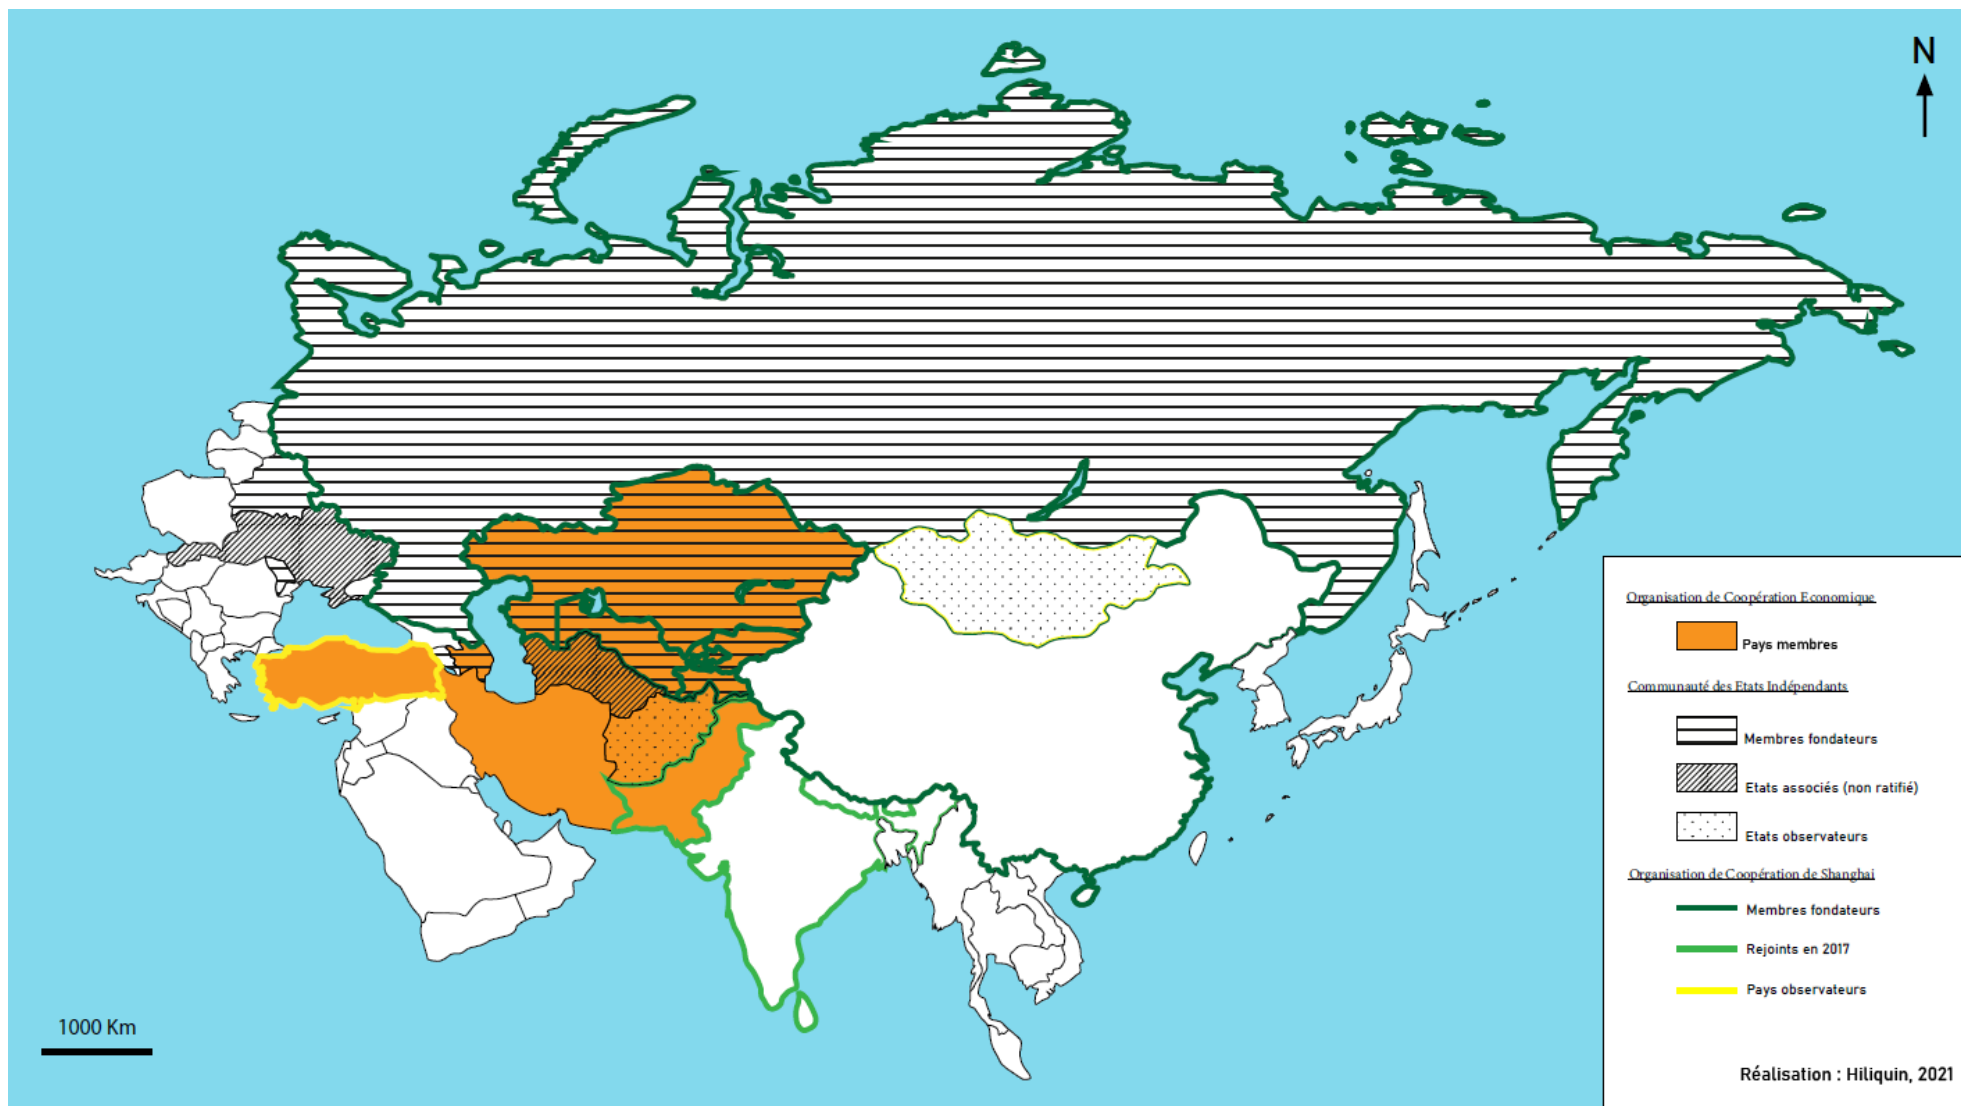 N
Organisation de Coopération Economique
Pays membres
Communauté des Etats Indépendants
Membres fondateurs
Etats associés (non ratifié)
Etats observateurs
Organisation de Coopération de Shanghai
Membres fondateurs
Rejoints en 2017
Pays observateurs
1000 Km
Réalisation : Hiliquin, 2021